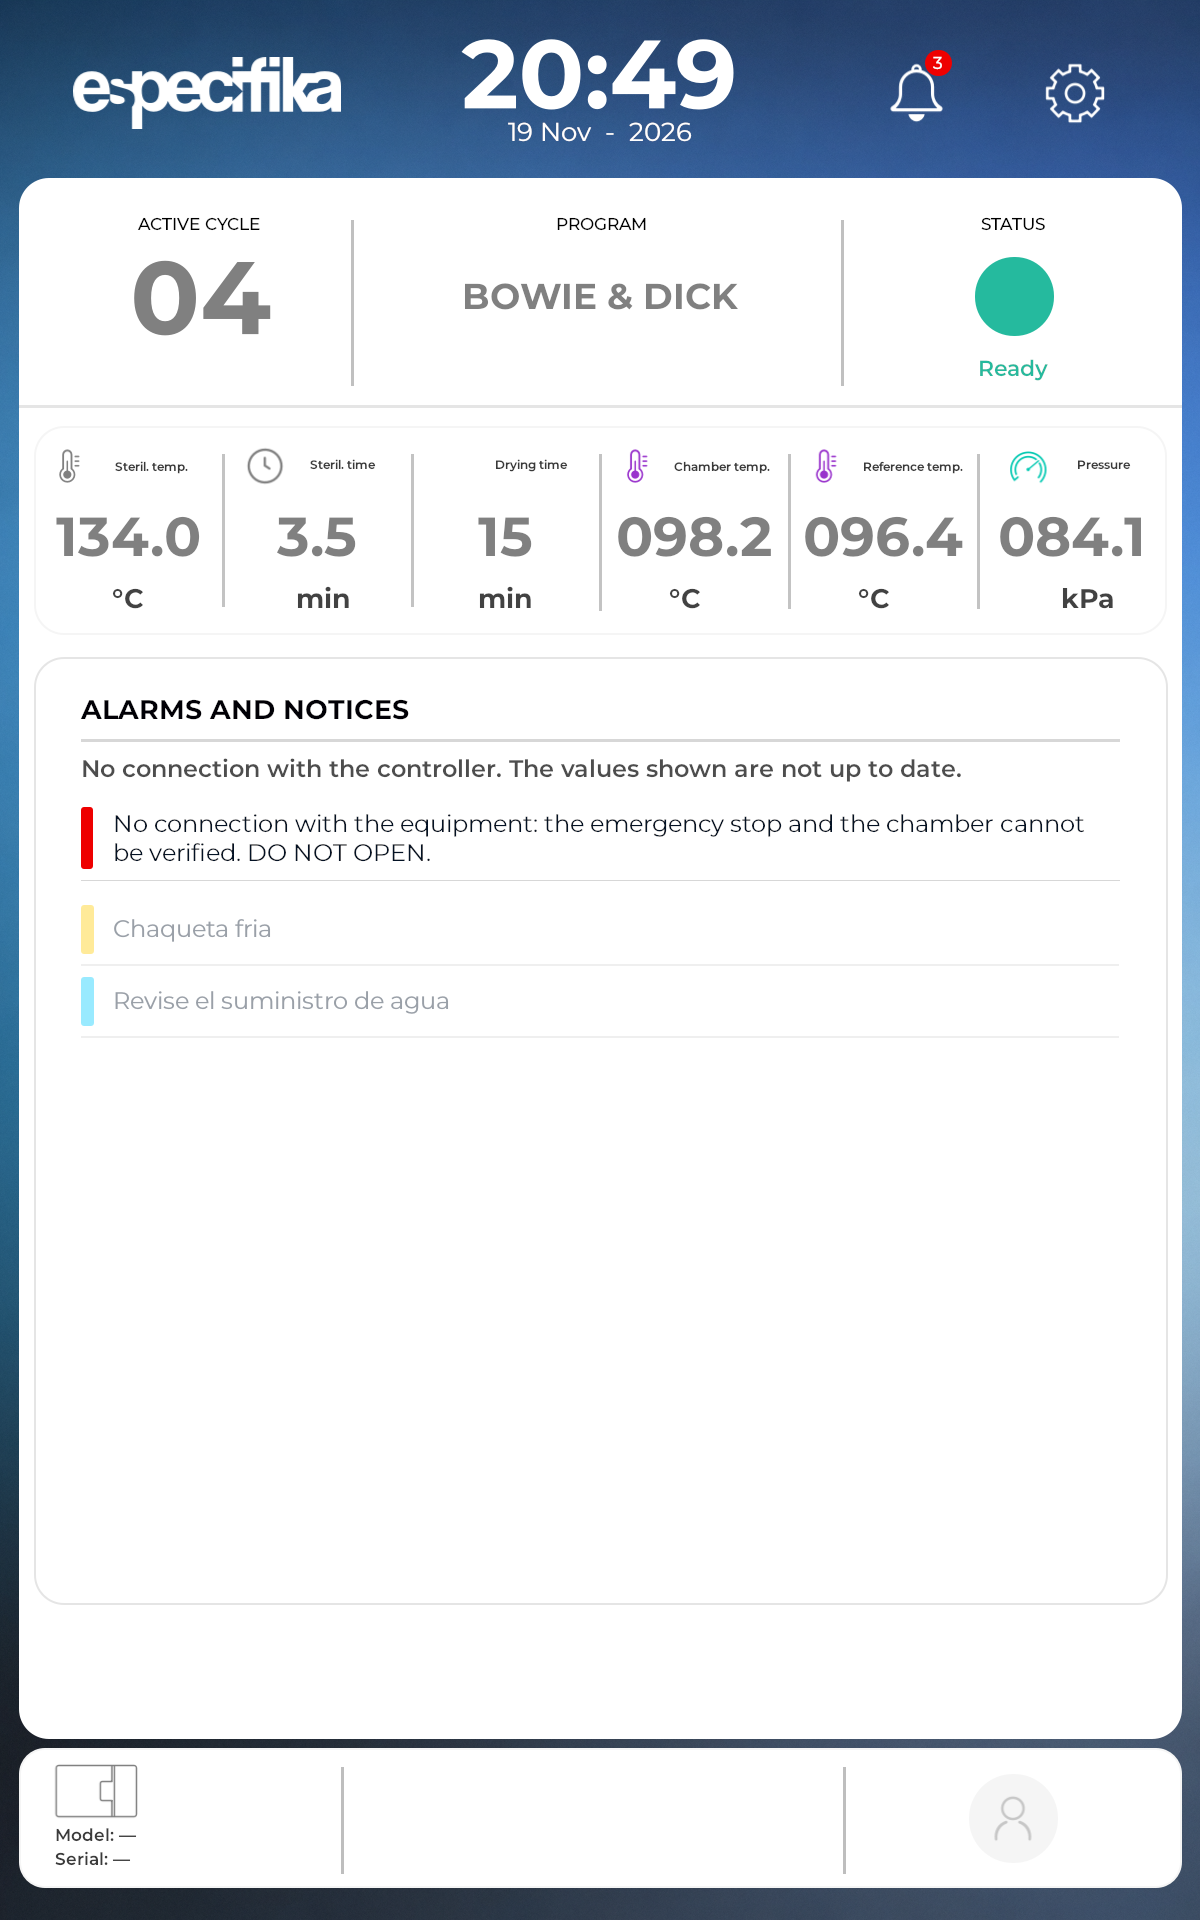 especifika
20:49
3
19 Nov - 2026
ACTIVE CYCLE
04
PROGRAM
BOWIE & DICK
STATUS
Ready
Steril. temp.
134.0
°C
Steril. time
3.5
min
Drying time
15
min
Chamber temp.
098.2
°C
Reference temp.
096.4
°C
Pressure
084.1
kPa
ALARMS AND NOTICES
No connection with the controller. The values shown are not up to date.
No connection with the equipment: the emergency stop and the chamber cannot
be verified. DO NOT OPEN.
Chaqueta fria
Revise el suministro de agua
Model: —
Serial: —